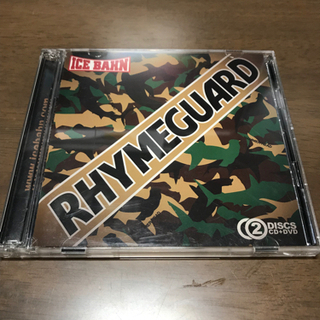 ICE BAHN
RHYMEGUARD
www.icebahn.com
2
DISCS
CD+DVD